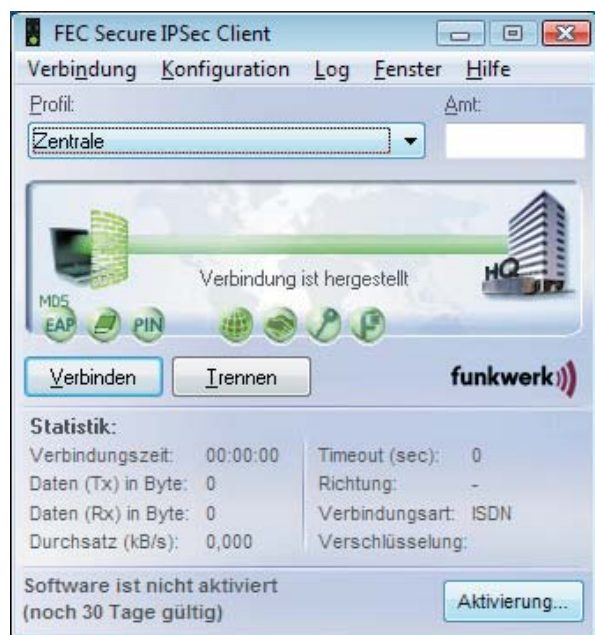 FEC Secure IPSec Client
Verbindung Konfiguration Log Fenster Hilfe
Profil: Amt:
Zentrale
Verbindung ist hergestellt
HQ
MD5
EAP PIN
Verbinden Trennen funkwerk
Statistik:
Verbindungszeit: 00:00:00 Timeout (sec): 0
Daten (Tx) in Byte: 0 Richtung: -
Daten (Rx) in Byte: 0 Verbindungsart: ISDN
Durchsatz (kB/s): 0,000 Verschlüsselung:
Software ist nicht aktiviert
(noch 30 Tage gültig) Aktivierung...